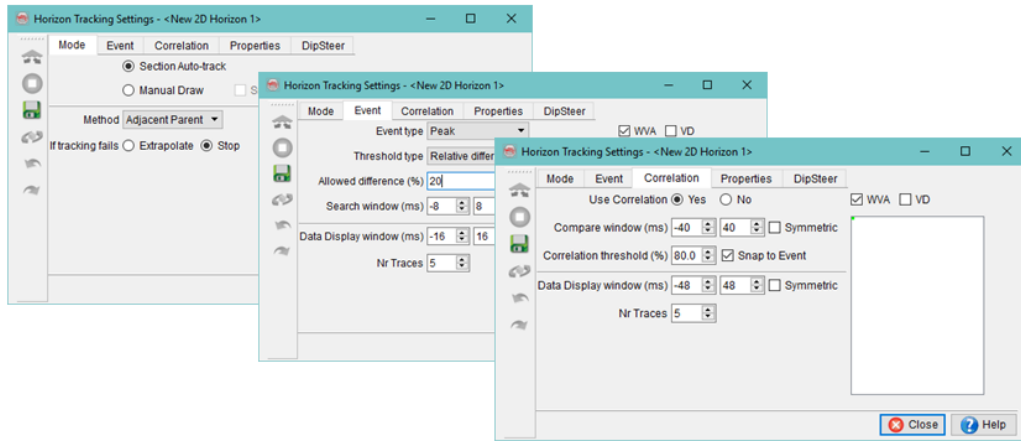 Horizon Tracking Settings - <New 2D Horizon 1>
Mode Event Correlation Properties DipSteer
Section Auto-track
Manual Draw S
Method Adjacent Parent
If tracking fails Extrapolate Stop
Horizon Tracking Settings - <New 2D Horizon 1>
Mode Event Correlation Properties DipSteer
Event type Peak WVA VD
Threshold type Relative differ
Allowed difference (%) 20
Search window (ms) -8 8
Data Display window (ms) -16 16
Nr Traces 5
Horizon Tracking Settings - <New 2D Horizon 1>
Mode Event Correlation Properties DipSteer
Use Correlation Yes No WVA VD
Compare window (ms) -40 40 Symmetric
Correlation threshold (%) 80.0 Snap to Event
Data Display window (ms) -48 48 Symmetric
Nr Traces 5
Close Help